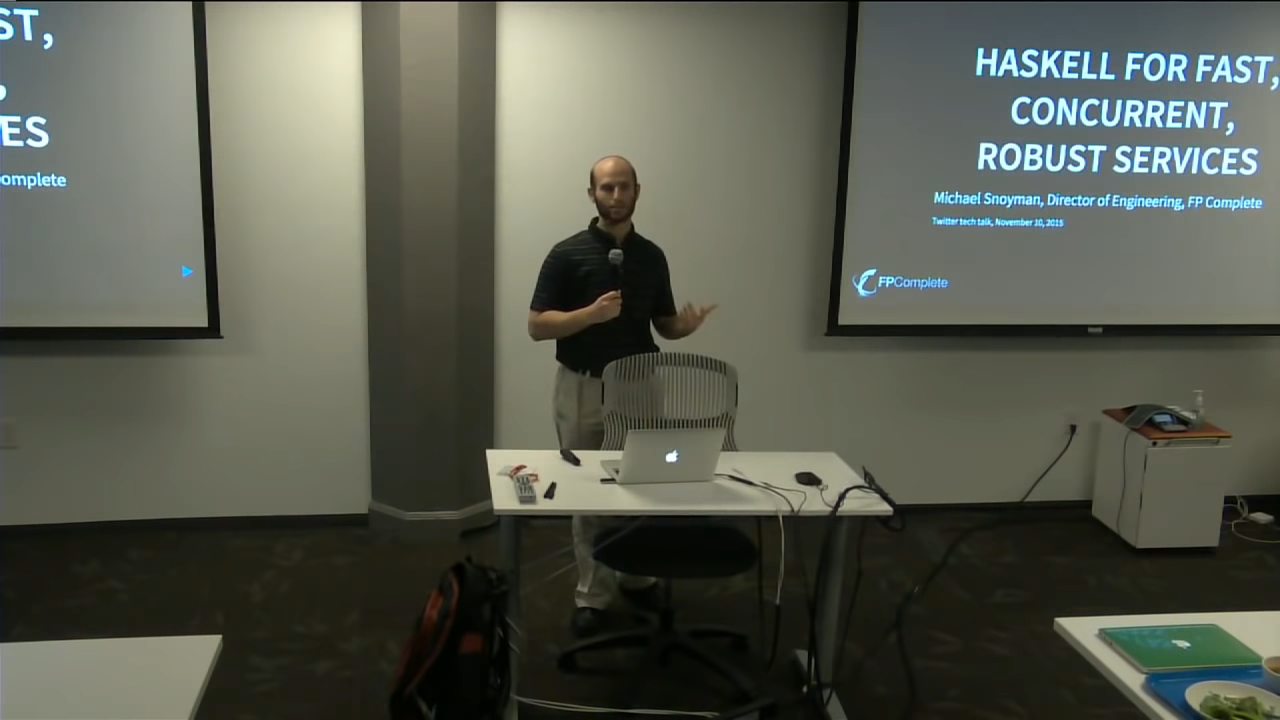 ST,
,
ES
omplete
HASKELL FOR FAST,
CONCURRENT,
ROBUST SERVICES
Michael Snoyman, Director of Engineering, FP Complete
Twitter tech talk, November 10, 2015
FPComplete